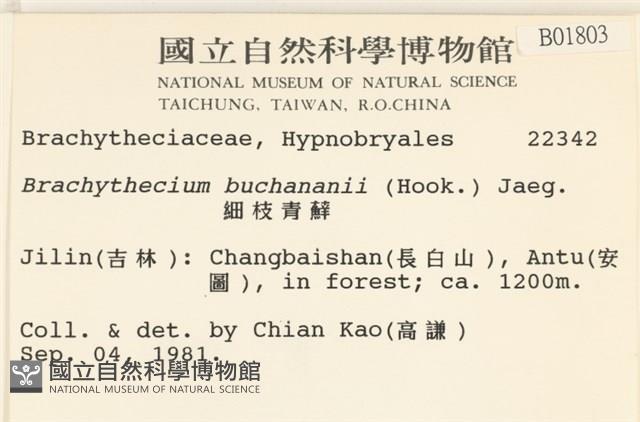 國立自然科學博物館 B01803
NATIONAL MUSEUM OF NATURAL SCIENCE
TAICHUNG, TAIWAN, R.O.CHINA
Brachytheciaceae, Hypnobryales 22342
Brachythecium buchananii (Hook.) Jaeg.
細枝青蘚
Jilin(吉林): Changbaishan(長白山), Antu(安
圖), in forest; ca. 1200m.
Coll. & det. by Chian Kao(高謙)
Sep. 04, 1981.
國立自然科學博物館
NATIONAL MUSEUM OF NATURAL SCIENCE